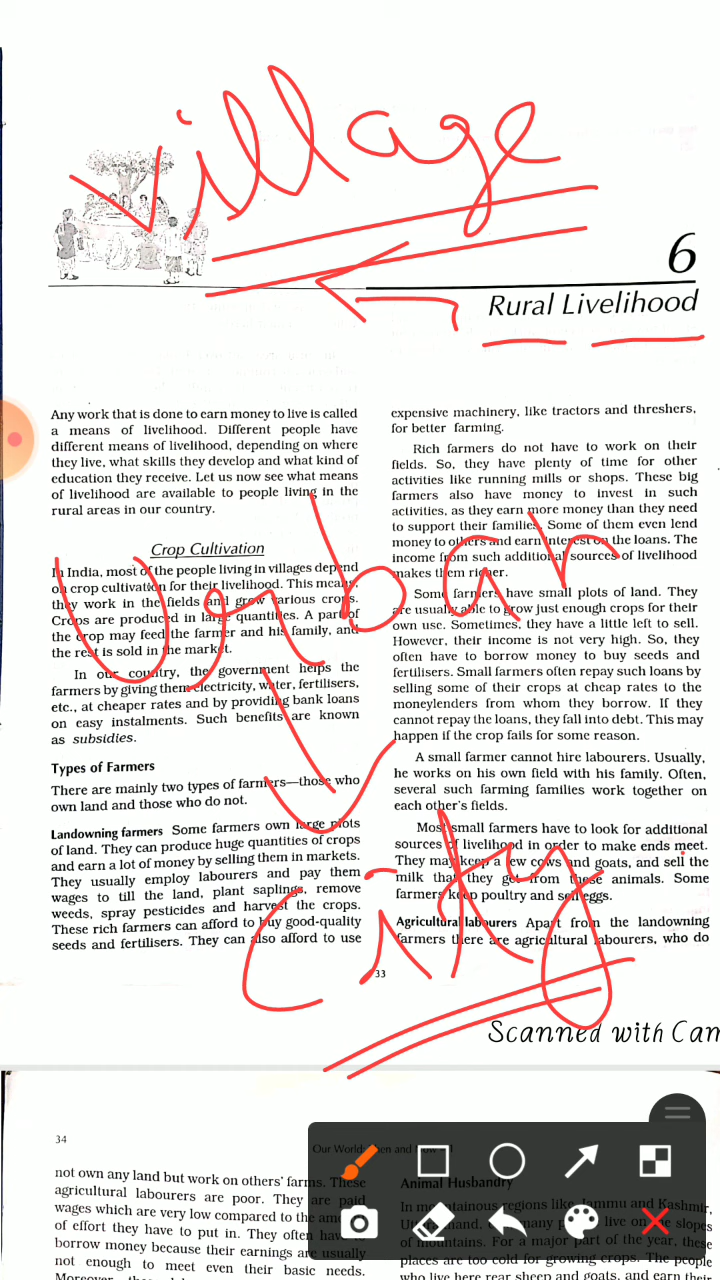 Village
6
Rural Livelihood
Any work that is done to earn money to live is called
a means of livelihood. Different people have
different means of livelihood, depending on where
they live, what skills they develop and what kind of
education they receive. Let us now see what means
of livelihood are available to people living in the
rural areas in our country.
Crop Cultivation
In India, most of the people living in villages depend
on crop cultivation for their livelihood. This means
they work in the fields and grow various crops.
Crops are produced in large quantities. A part of
the crop may feed the farmer and his family, and
the rest is sold in the market.
In our country, the government helps the
farmers by giving them electricity, water, fertilisers,
etc., at cheaper rates and by providing bank loans
on easy instalments. Such benefits are known
as subsidies.
Types of Farmers
There are mainly two types of farmers—those who
own land and those who do not.
Landowning farmers Some farmers own large plots
of land. They can produce huge quantities of crops
and earn a lot of money by selling them in markets.
They usually employ labourers and pay them
wages to till the land, plant saplings, remove
weeds, spray pesticides and harvest the crops.
These rich farmers can afford to buy good-quality
seeds and fertilisers. They can also afford to use
expensive machinery, like tractors and threshers,
for better farming.
Rich farmers do not have to work on their
fields. So, they have plenty of time for other
activities like running mills or shops. These big
farmers also have money to invest in such
activities, as they earn more money than they need
to support their families. Some of them even lend
money to others and earn interest on the loans. The
income from such additional sources of livelihood
makes them richer.
Some farmers have small plots of land. They
are usually able to grow just enough crops for their
own use. Sometimes, they have a little left to sell.
However, their income is not very high. So, they
often have to borrow money to buy seeds and
fertilisers. Small farmers often repay such loans by
selling some of their crops at cheap rates to the
moneylenders from whom they borrow. If they
cannot repay the loans, they fall into debt. This may
happen if the crop fails for some reason.
A small farmer cannot hire labourers. Usually,
he works on his own field with his family. Often,
several such farming families work together on
each other's fields.
Most small farmers have to look for additional
sources of livelihood in order to make ends meet.
They may keep a few cows and goats, and sell the
milk that they get from these animals. Some
farmers keep poultry and sell eggs.
Agricultural labourers Apart from the landowning
farmers there are agricultural labourers, who do
Urban
City
33
Scanned with Cam
34
Our World: Then and Now
not own any land but work on others' farms. These
agricultural labourers are poor. They are paid
wages which are very low compared to the
of effort they have to put in. They often have to
borrow money because their earnings are usually
not enough to meet even their basic needs.
Moreover,
Animal Husbandry
In mountainous regions like Jammu and Kashmir,
many live on the slopes
of mountains. For a major part of the year, these
places are too cold for growing crops. The people
who live here rear sheep and goats, and earn their